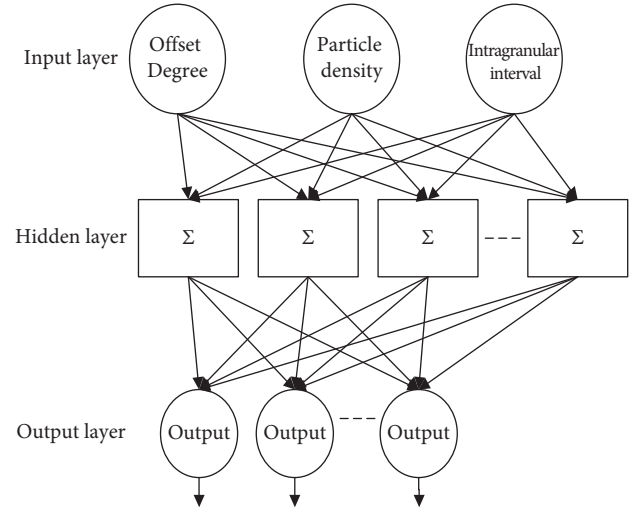 Input layer
Offset
Degree
Particle
density
Intragranular
interval
Hidden layer
Σ
Σ
Σ
Σ
Output layer
Output
Output
Output